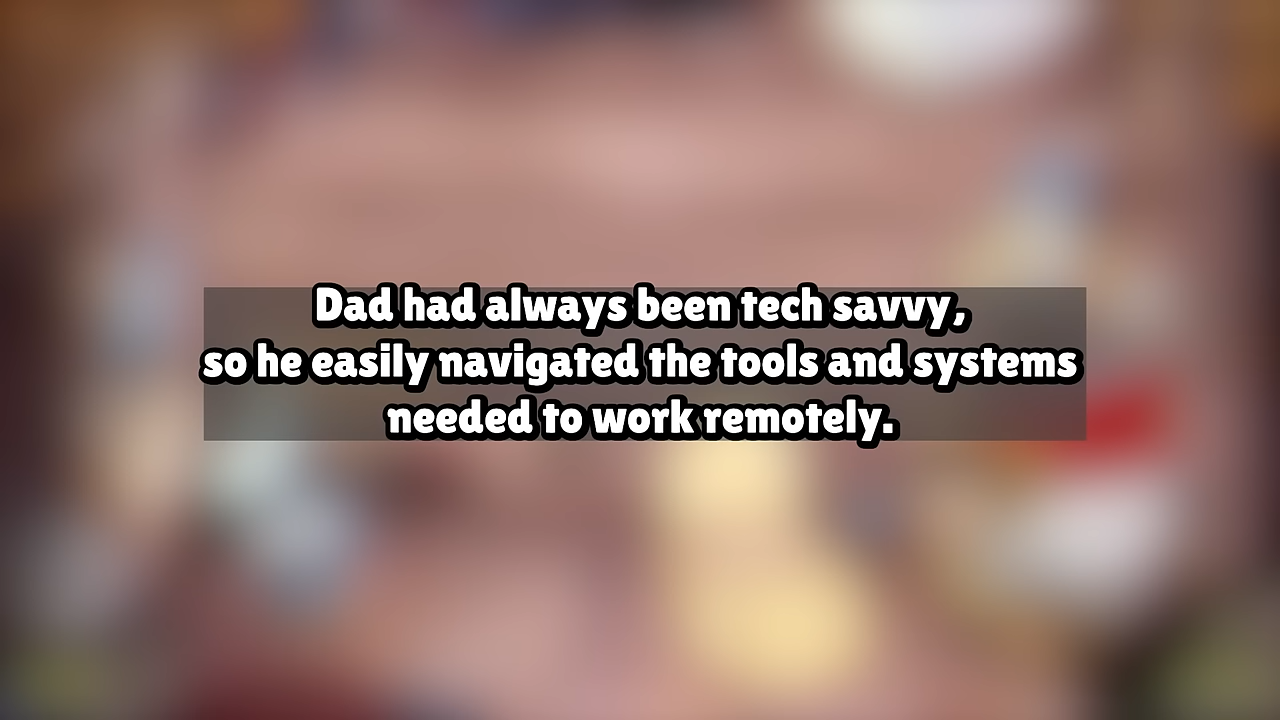 Dad had always been tech savvy,
so he easily navigated the tools and systems
needed to work remotely.